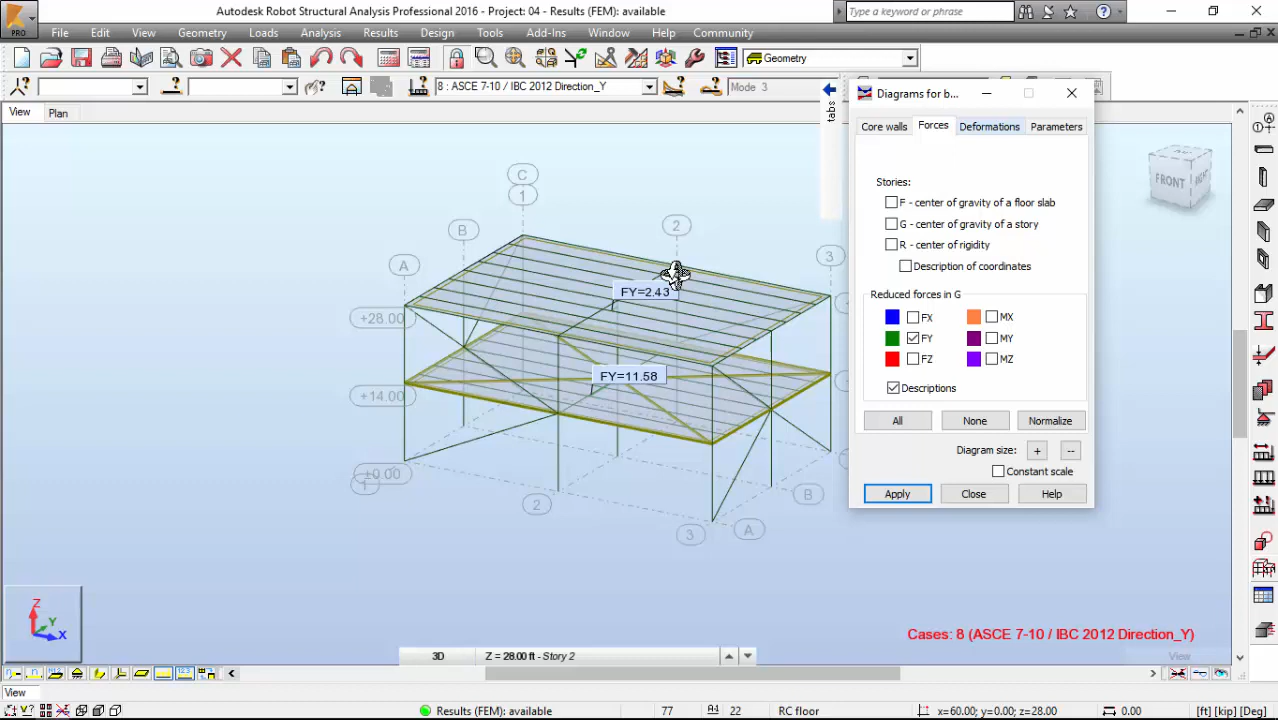 Autodesk Robot Structural Analysis Professional 2016 - Project: 04 - Results (FEM): available
Type a keyword or phrase
PRO
File Edit View Geometry Loads Analysis Results Design Tools Add-Ins Window Help Community
Geometry
8 : ASCE 7-10 / IBC 2012 Direction_Y
Mode 3
View Plan
tabs
Diagrams for b...
Core walls Forces Deformations Parameters
Stories:
F - center of gravity of a floor slab
G - center of gravity of a story
R - center of rigidity
Description of coordinates
Reduced forces in G
FX MX
FY MY
FZ MZ
Descriptions
All None Normalize
Diagram size: + --
Constant scale
Apply Close Help
FRONT RIGHT
C
1
B
2
A
3
FY=2.43
+28.00
FY=11.58
+14.00
±0.00
1
2
B
3
A
Z
Y
X
Cases: 8 (ASCE 7-10 / IBC 2012 Direction_Y)
3D Z = 28.00 ft - Story 2
View
View
Results (FEM): available 77 22 RC floor x=60.00; y=0.00; z=28.00 0.00 [ft] [kip] [Deg]